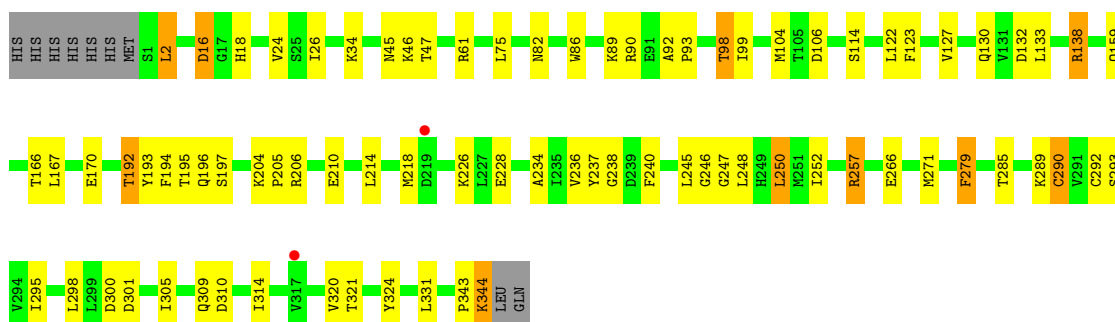 HIS HIS HIS HIS HIS HIS MET S1 L2 D16 G17 H18 V24 S25 I26 K34 N45 K46 T47 R61 L75 N82 W86 K89 R90 E91 A92 P93 T98 I99 M104 T105 D106 S114 L122 F123 V127 Q130 V131 D132 L133 R138
T166 L167 E170 T192 Y193 F194 T195 Q196 S197 K204 P205 R206 E210 L214 M218 D219 K226 L227 E228 A234 I235 V236 Y237 G238 D239 F240 L245 G246 G247 L248 H249 L250 M251 I252 R257 E266 M271 F279 T285 K289 C290 V291 C292
V294 I295 L298 L299 D300 D301 I305 Q309 D310 I314 V317 V320 T321 Y324 L331 P343 K344 LEU GLN